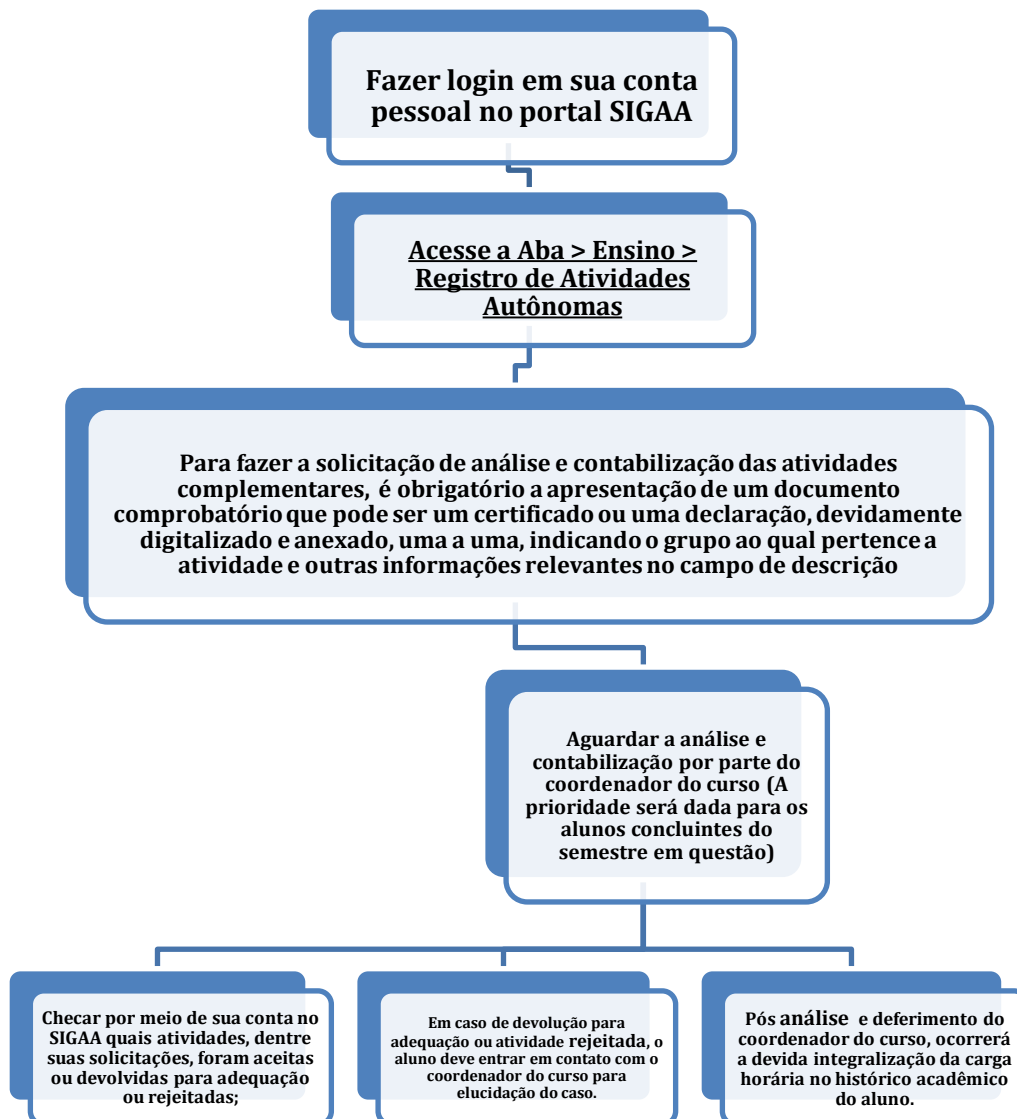 Fazer login em sua conta
pessoal no portal SIGAA
Acesse a Aba > Ensino >
Registro de Atividades
Autônomas
Para fazer a solicitação de análise e contabilização das atividades
complementares, é obrigatório a apresentação de um documento
comprobatório que pode ser um certificado ou uma declaração, devidamente
digitalizado e anexado, uma a uma, indicando o grupo ao qual pertence a
atividade e outras informações relevantes no campo de descrição
Aguardar a análise e
contabilização por parte do
coordenador do curso (A
prioridade será dada para os
alunos concluintes do
semestre em questão)
Checar por meio de sua conta no
SIGAA quais atividades, dentre
suas solicitações, foram aceitas
ou devolvidas para adequação
ou rejeitadas;
Em caso de devolução para
adequação ou atividade rejeitada, o
aluno deve entrar em contato com o
coordenador do curso para
elucidação do caso.
Pós análise e deferimento do
coordenador do curso, ocorrerá
a devida integralização da carga
horária no histórico acadêmico
do aluno.